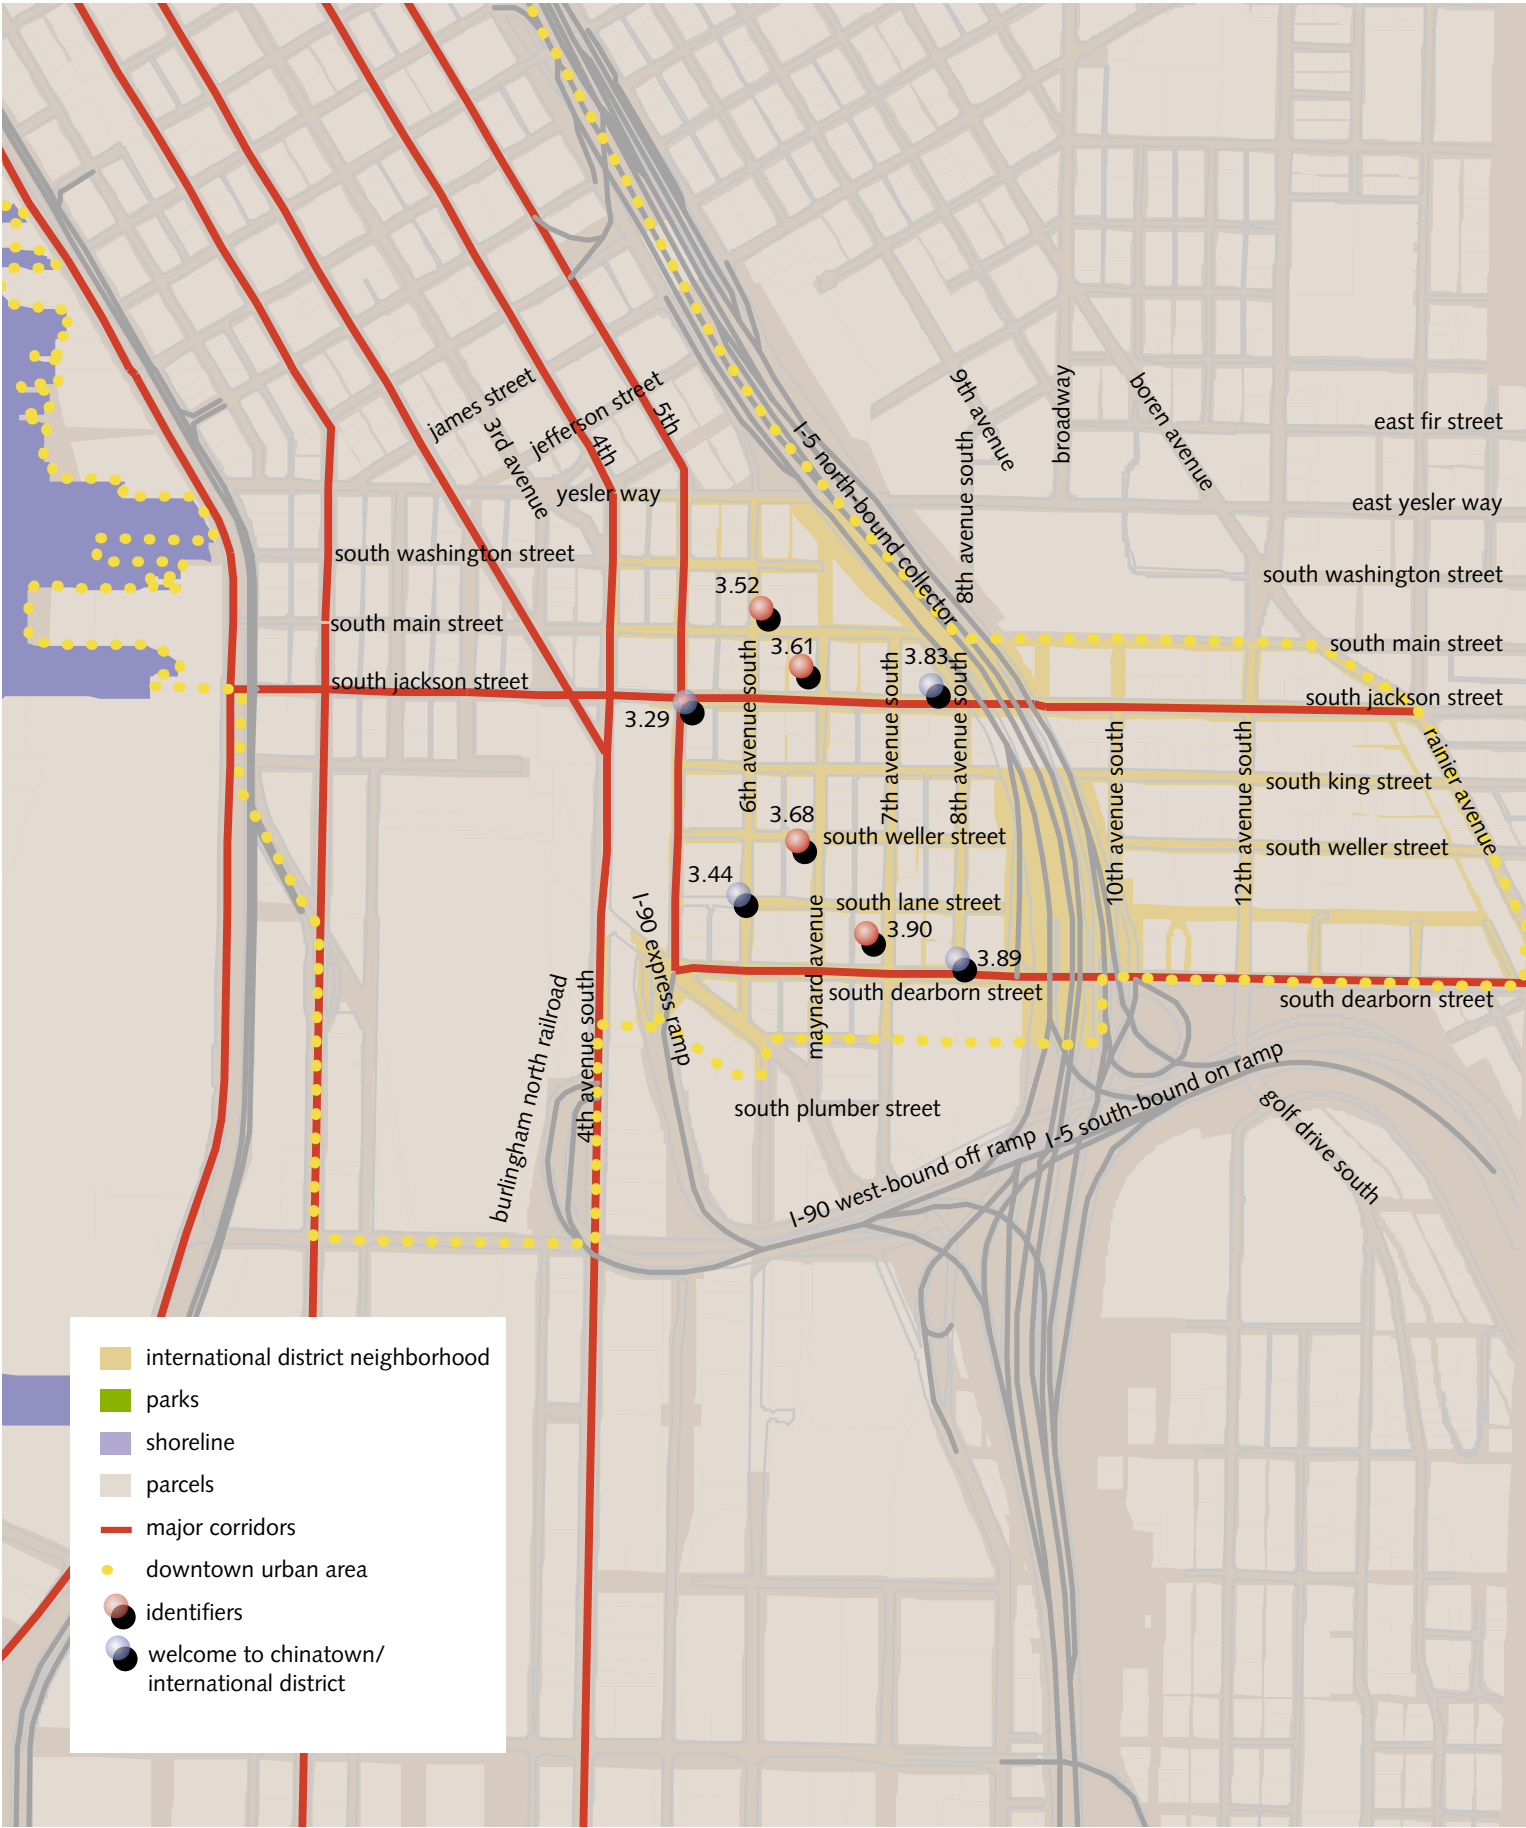 james street
jefferson street
3rd avenue
4th
5th
yesler way
I-5 north-bound collector
9th avenue
8th avenue south
broadway
boren avenue
east fir street
east yesler way
south washington street
south washington street
south main street
south main street
south jackson street
south jackson street
3.52
3.61
3.83
3.29
6th avenue south
7th avenue south
8th avenue south
10th avenue south
12th avenue south
rainier avenue
south king street
3.68
south weller street
south weller street
3.44
south lane street
3.90
3.89
maynard avenue
I-90 express ramp
south dearborn street
south dearborn street
burlingham north railroad
4th avenue south
south plumber street
I-90 west-bound off ramp
I-5 south-bound on ramp
golf drive south
international district neighborhood
parks
shoreline
parcels
major corridors
downtown urban area
identifiers
welcome to chinatown/
international district